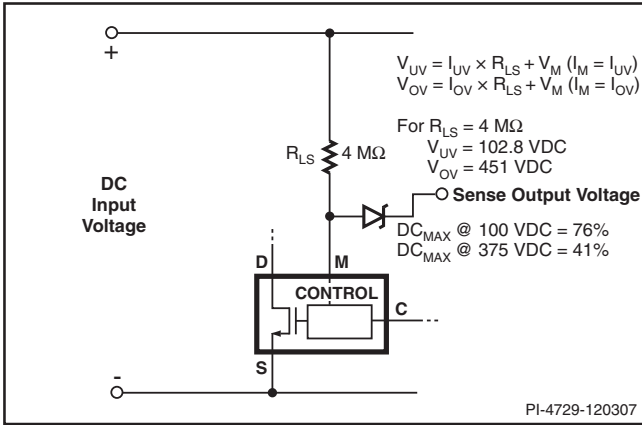 +
V_UV = I_UV × R_LS + V_M (I_M = I_UV)
V_OV = I_OV × R_LS + V_M (I_M = I_OV)
For R_LS = 4 MΩ
V_UV = 102.8 VDC
V_OV = 451 VDC
R_LS
4 MΩ
DC
Input
Voltage
Sense Output Voltage
DC_MAX @ 100 VDC = 76%
DC_MAX @ 375 VDC = 41%
D
M
CONTROL
C
S
-
PI-4729-120307